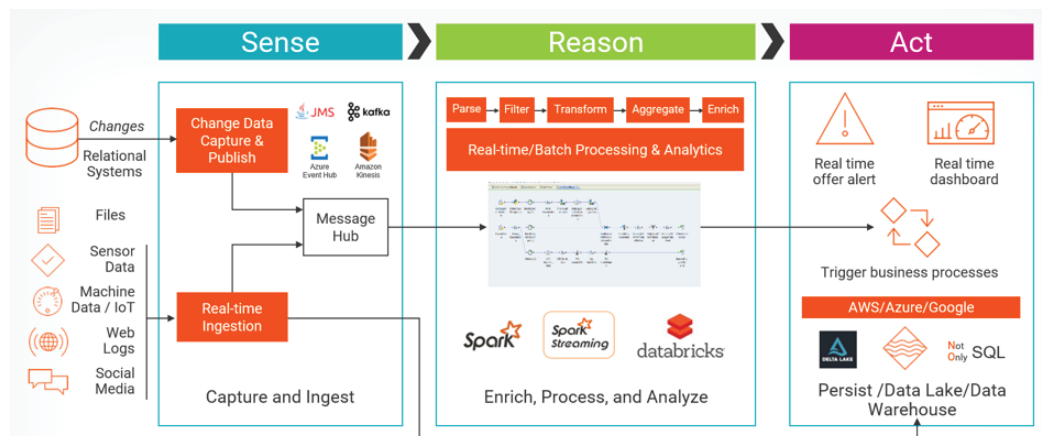 Sense
Reason
Act
Changes
Relational
Systems
Files
Sensor
Data
Machine
Data / IoT
Web
Logs
Social
Media
Change Data
Capture &
Publish
JMS
kafka
Azure
Event Hub
Amazon
Kinesis
Message
Hub
Real-time
Ingestion
Capture and Ingest
Parse
Filter
Transform
Aggregate
Enrich
Real-time/Batch Processing & Analytics
Spark
Spark
Streaming
databricks
Enrich, Process, and Analyze
Real time
offer alert
Real time
dashboard
Trigger business processes
AWS/Azure/Google
DELTA LAKE
Not
Only SQL
Persist /Data Lake/Data
Warehouse